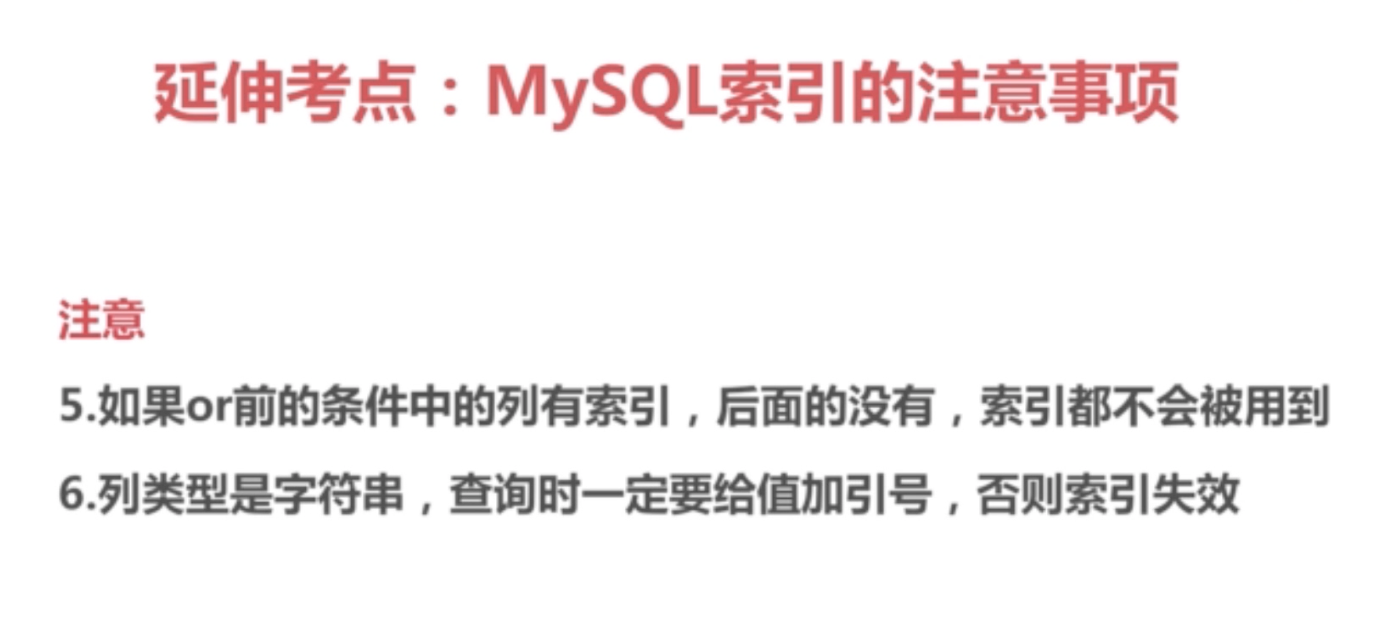 延伸考点：MySQL索引的注意事项
注意
5.如果or前的条件中的列有索引，后面的没有，索引都不会被用到
6.列类型是字符串，查询时一定要给值加引号，否则索引失效